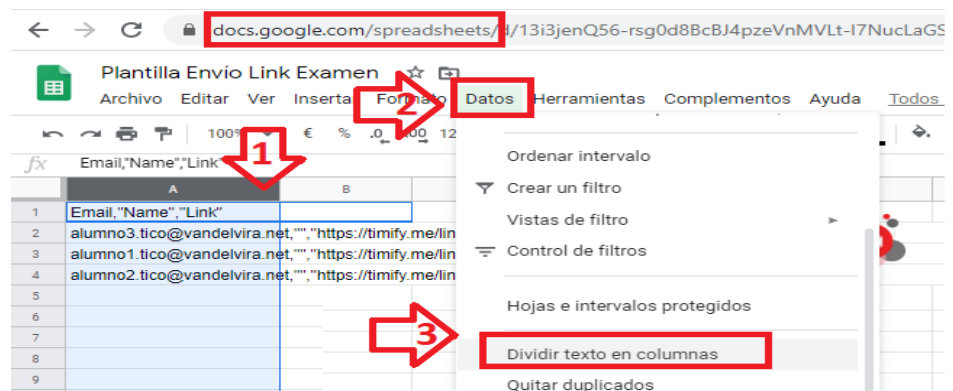 docs.google.com/spreadsheets/d/13i3jenQ56-rsg0d8BcBJ4pzeVnMVLt-I7NucLaGS
Plantilla Envío Link Examen
Archivo Editar Ver Insertar Formato Datos Herramientas Complementos Ayuda Todos
2
100% € % .0 .00 12
1
fx Email,"Name","Link"
A B
1 Email,"Name","Link"
2 alumno3.tico@vandelvira.net,"","https://timify.me/lin
3 alumno1.tico@vandelvira.net,"","https://timify.me/lin
4 alumno2.tico@vandelvira.net,"","https://timify.me/lin
5
6
7
8
9
Ordenar intervalo
Crear un filtro
Vistas de filtro
Control de filtros
Hojas e intervalos protegidos
3
Dividir texto en columnas
Quitar duplicados